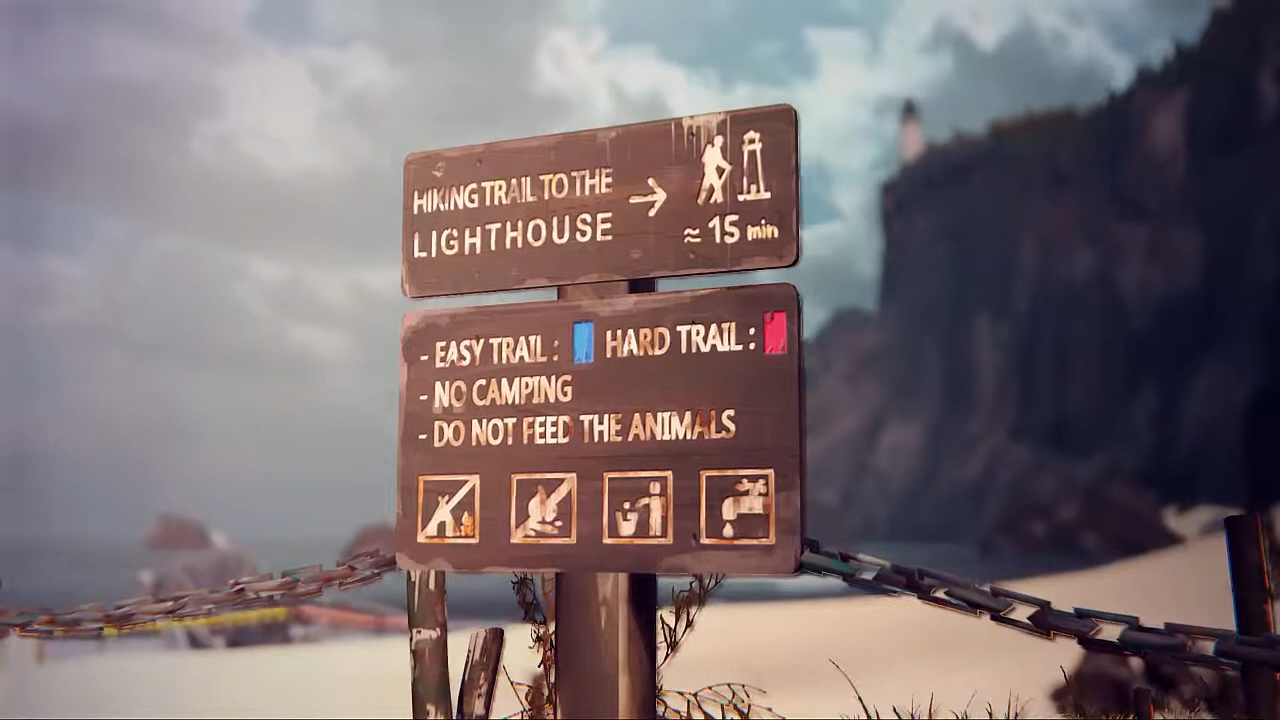 HIKING TRAIL TO THE
LIGHTHOUSE →
≈ 15 min
- EASY TRAIL : HARD TRAIL :
- NO CAMPING
- DO NOT FEED THE ANIMALS